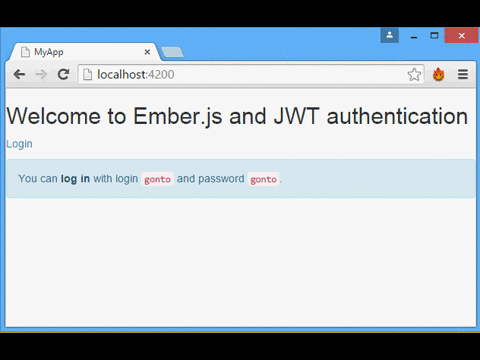 MyApp
localhost:4200
Welcome to Ember.js and JWT authentication
Login
You can log in with login gonto and password gonto.